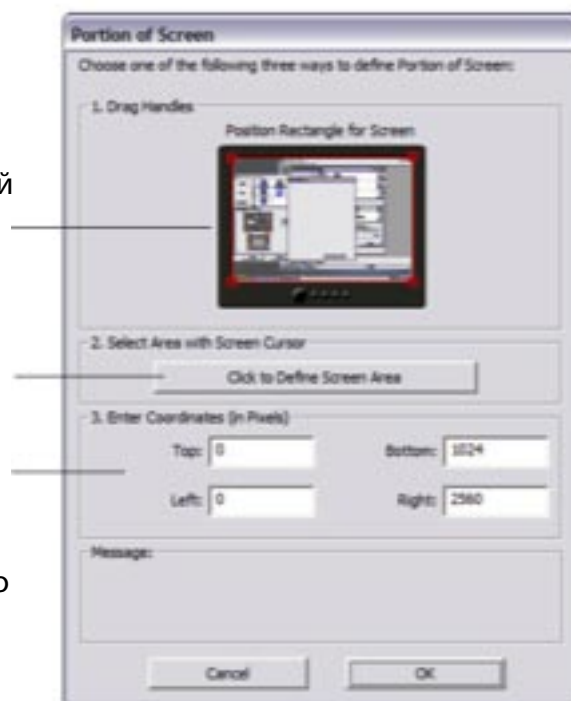 Portion of Screen
Choose one of the following three ways to define Portion of Screen:
1. Drag Handles
Position Rectangle for Screen
й
2. Select Area with Screen Cursor
Click to Define Screen Area
3. Enter Coordinates (in Pixels)
Top: 0 Bottom: 1024
Left: 0 Right: 2560
Message:
о
Cancel OK